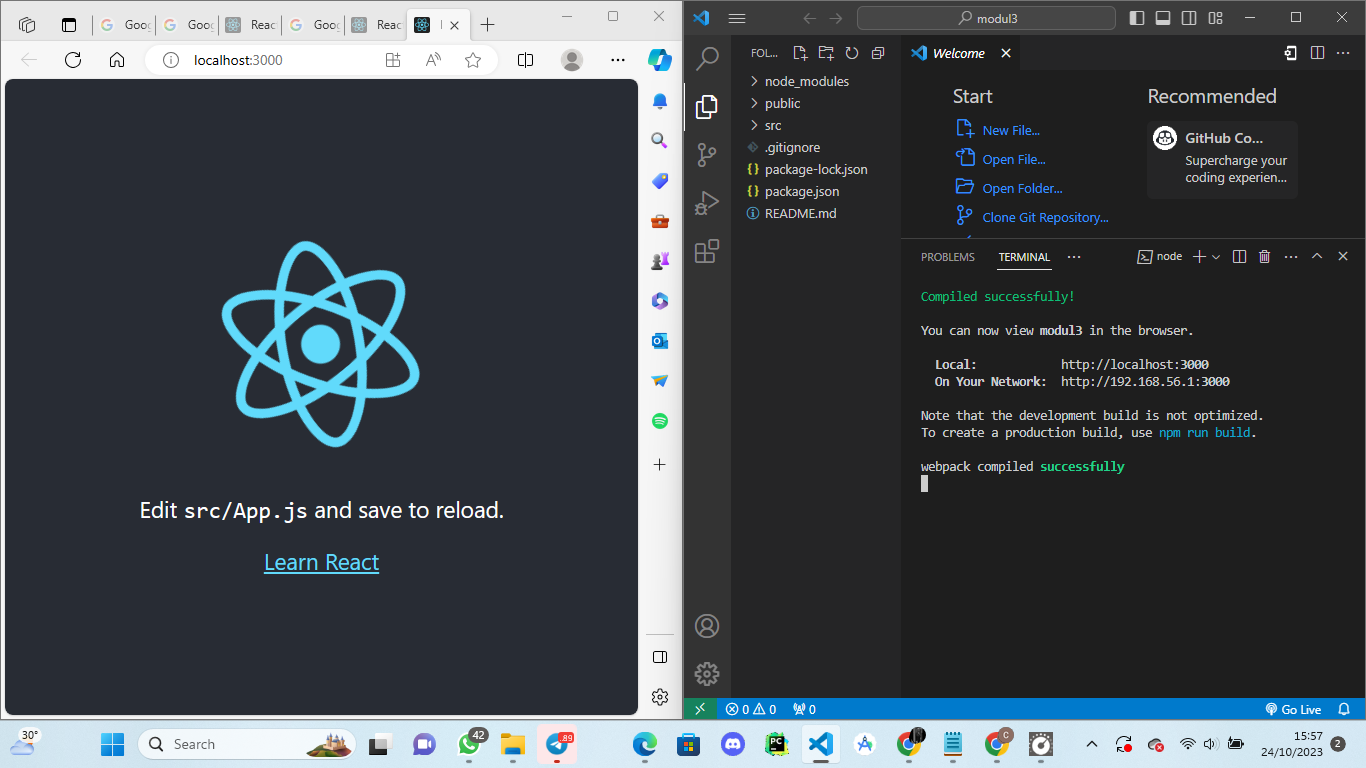 Goog
Goog
Reac
Goog
Reac
localhost:3000
Edit src/App.js and save to reload.
Learn React
modul3
FOL...
node_modules
public
src
.gitignore
package-lock.json
package.json
README.md
Welcome
Start
New File...
Open File...
Open Folder...
Clone Git Repository...
Recommended
GitHub Co...
Supercharge your
coding experien...
PROBLEMS
TERMINAL
node
Compiled successfully!
You can now view modul3 in the browser.
Local: http://localhost:3000
On Your Network: http://192.168.56.1:3000
Note that the development build is not optimized.
To create a production build, use npm run build.
webpack compiled successfully
0 0 0
Go Live
30°
Search
42
.89
PC
C
15:57
24/10/2023
2